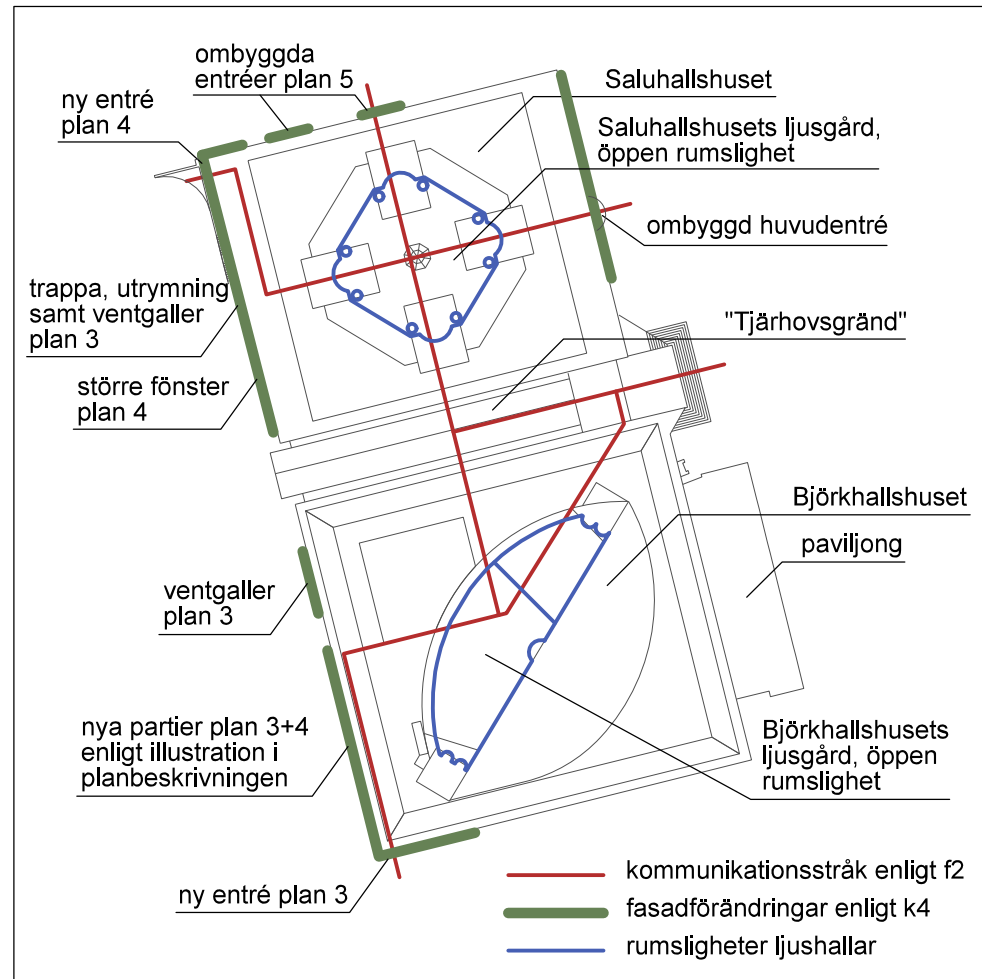 ombyggda
entréer plan 5
ny entré
plan 4
Saluhallshuset
Saluhallshusets ljusgård,
öppen rumslighet
ombyggd huvudentré
trappa, utrymning
samt ventgaller
plan 3
"Tjärhovsgränd"
större fönster
plan 4
Björkhallshuset
paviljong
ventgaller
plan 3
nya partier plan 3+4
enligt illustration i
planbeskrivningen
Björkhallshusets
ljusgård, öppen
rumslighet
ny entré plan 3
kommunikationsstråk enligt f2
fasadförändringar enligt k4
rumsligheter ljushallar